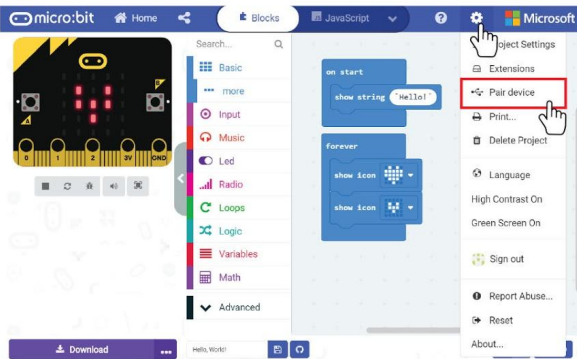 micro:bit Home Blocks JavaScript Microsoft
Search...
Basic
more
Input
Music
Led
Radio
Loops
Logic
Variables
Math
Advanced
A
B
0 1 2 3V GND
Download ...
Hello, World!
on start
show string "Hello!"
forever
show icon
show icon
Project Settings
Extensions
Pair device
Print...
Delete Project
Language
High Contrast On
Green Screen On
Sign out
Report Abuse...
Reset
About...